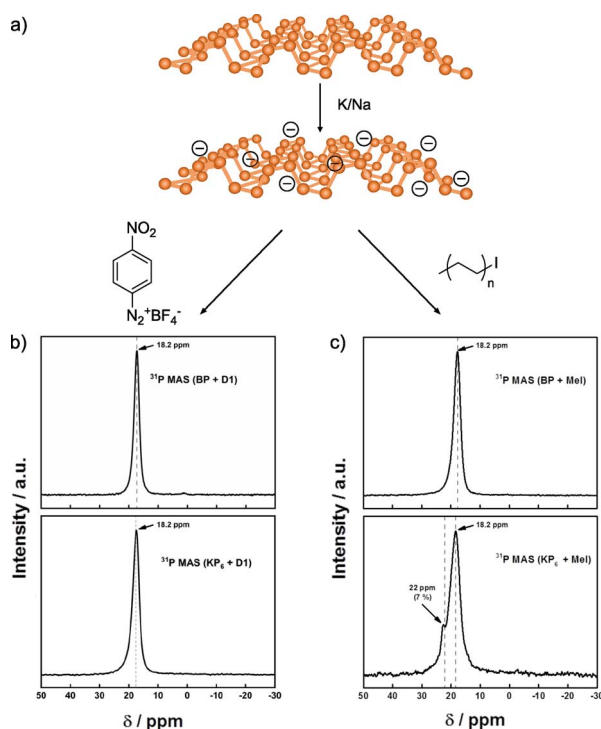 a)
K/Na
NO₂
N₂⁺BF₄⁻
I
n
b)
18.2 ppm
³¹P MAS (BP + D1)
Intensity / a.u.
18.2 ppm
³¹P MAS (KP₆ + D1)
50 40 30 20 10 0 -10 -20 -30
δ / ppm
c)
18.2 ppm
³¹P MAS (BP + MeI)
Intensity / a.u.
18.2 ppm
³¹P MAS (KP₆ + MeI)
22 ppm
(7 %)
50 40 30 20 10 0 -10 -20 -30
δ / ppm